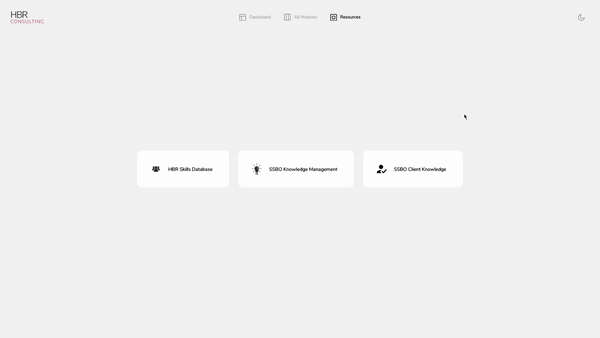 HBR
CONSULTING
Dashboard
All Modules
Resources
HBR Skills Database
SSBO Knowledge Management
SSBO Client Knowledge